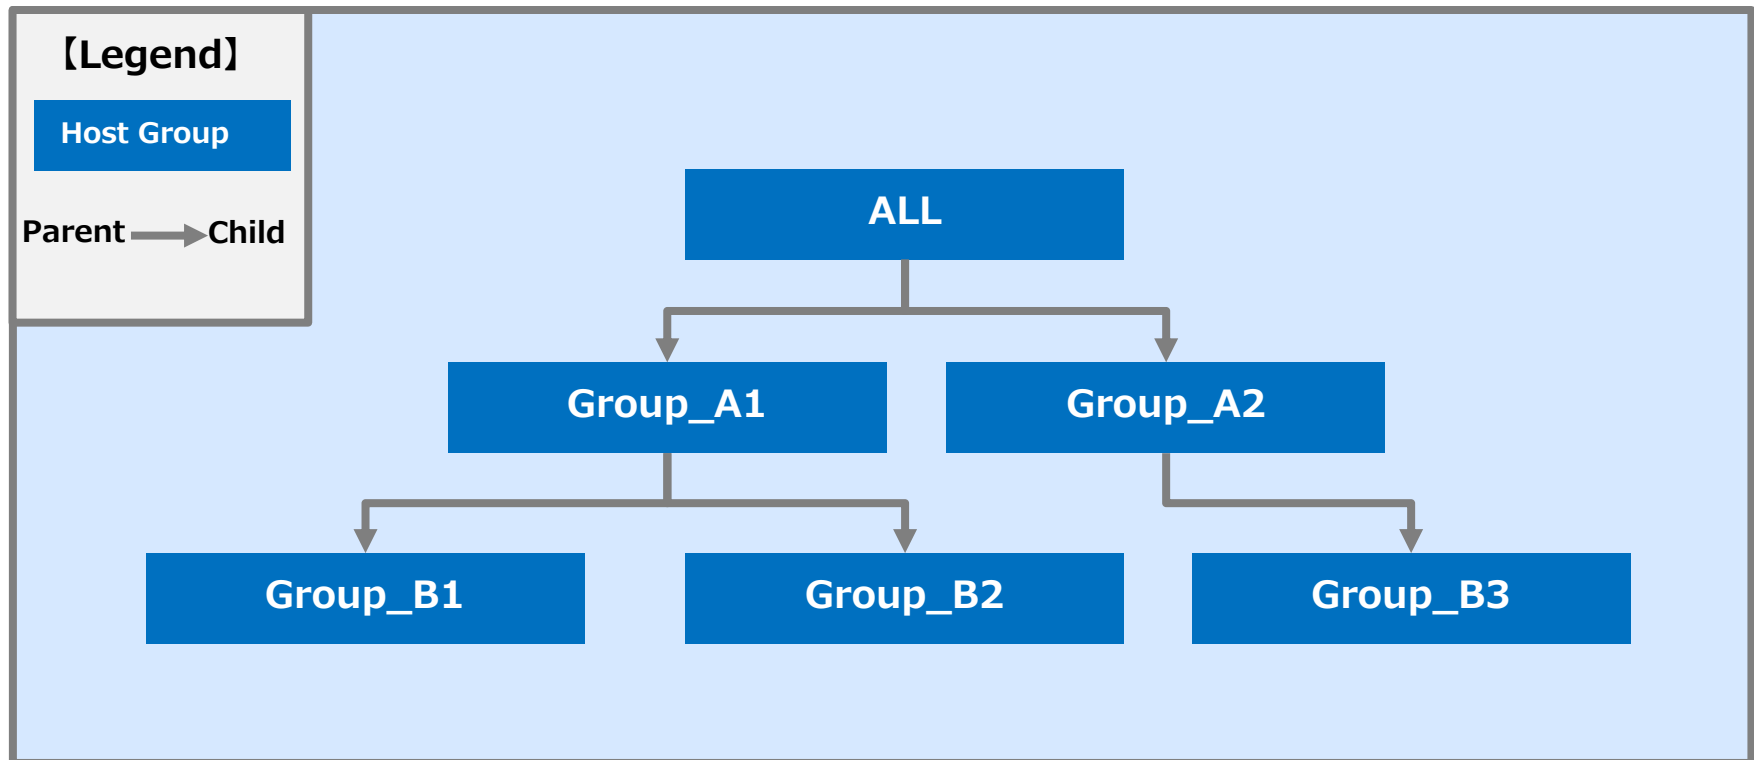 【Legend】
Host Group
Parent Child
ALL
Group_A1 Group_A2
Group_B1 Group_B2 Group_B3